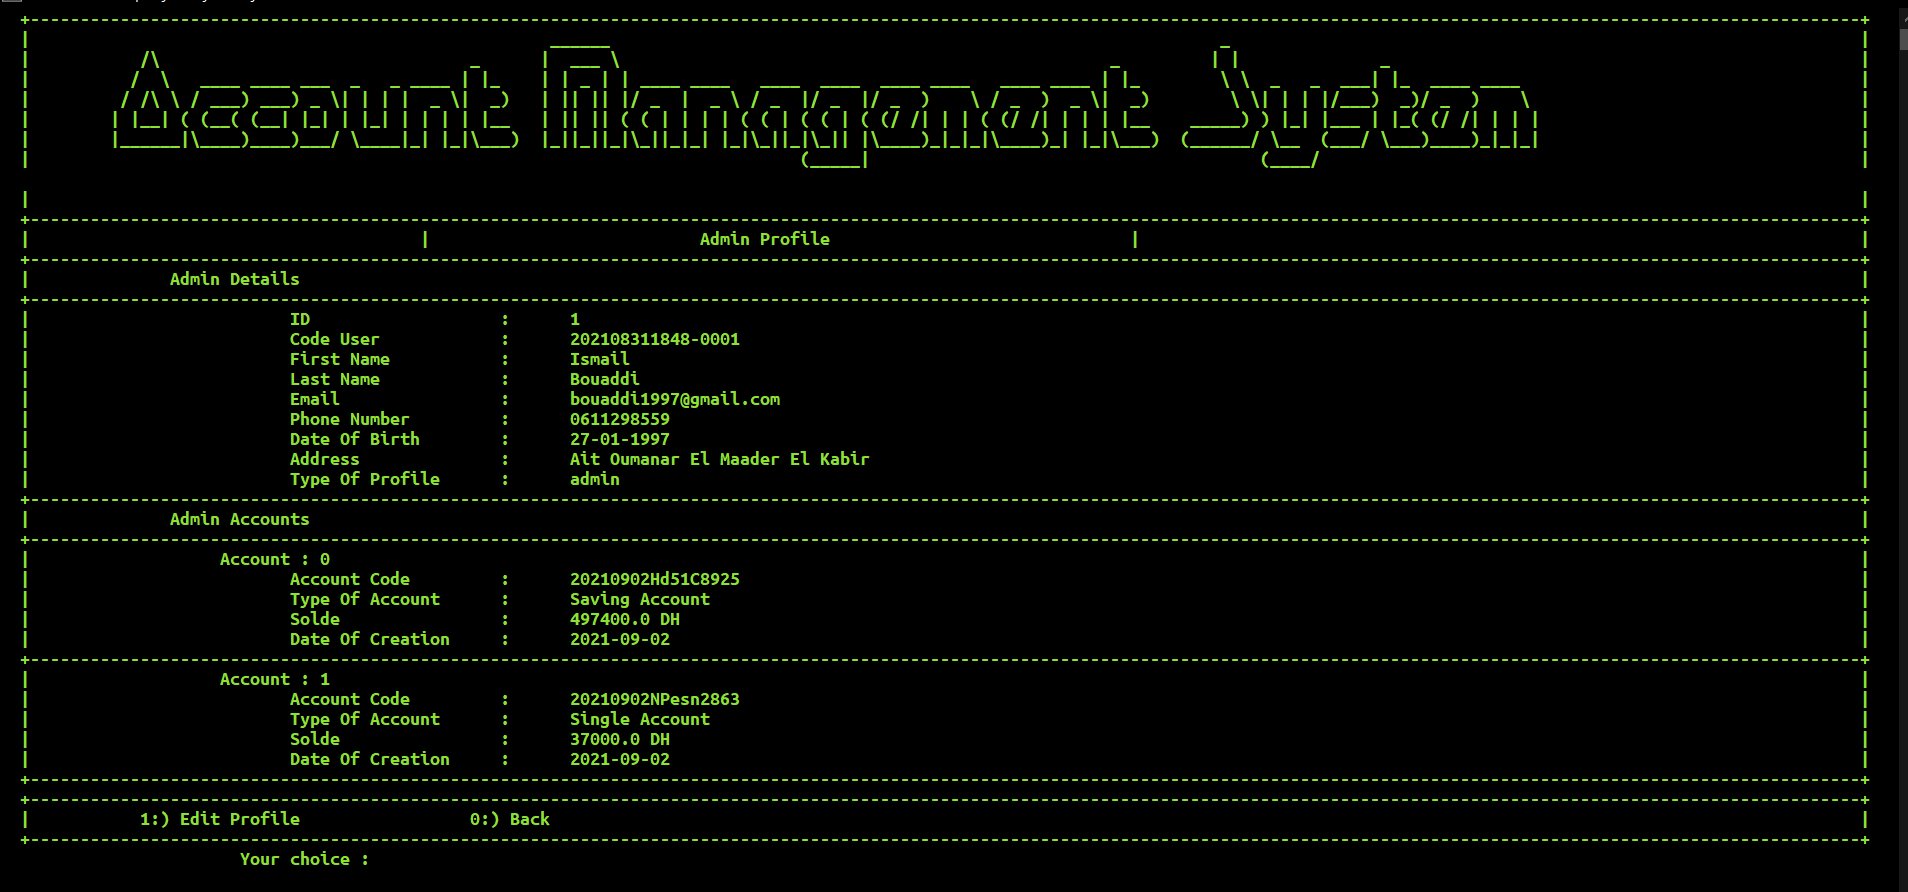 Account Management System
| Admin Profile |
Admin Details
ID : 1
Code User : 202108311848-0001
First Name : Ismail
Last Name : Bouaddi
Email : bouaddi1997@gmail.com
Phone Number : 0611298559
Date Of Birth : 27-01-1997
Address : Ait Oumanar El Maader El Kabir
Type Of Profile : admin
Admin Accounts
Account : 0
Account Code : 20210902Hd51C8925
Type Of Account : Saving Account
Solde : 497400.0 DH
Date Of Creation : 2021-09-02
Account : 1
Account Code : 20210902NPesn2863
Type Of Account : Single Account
Solde : 37000.0 DH
Date Of Creation : 2021-09-02
1:) Edit Profile 0:) Back
Your choice :